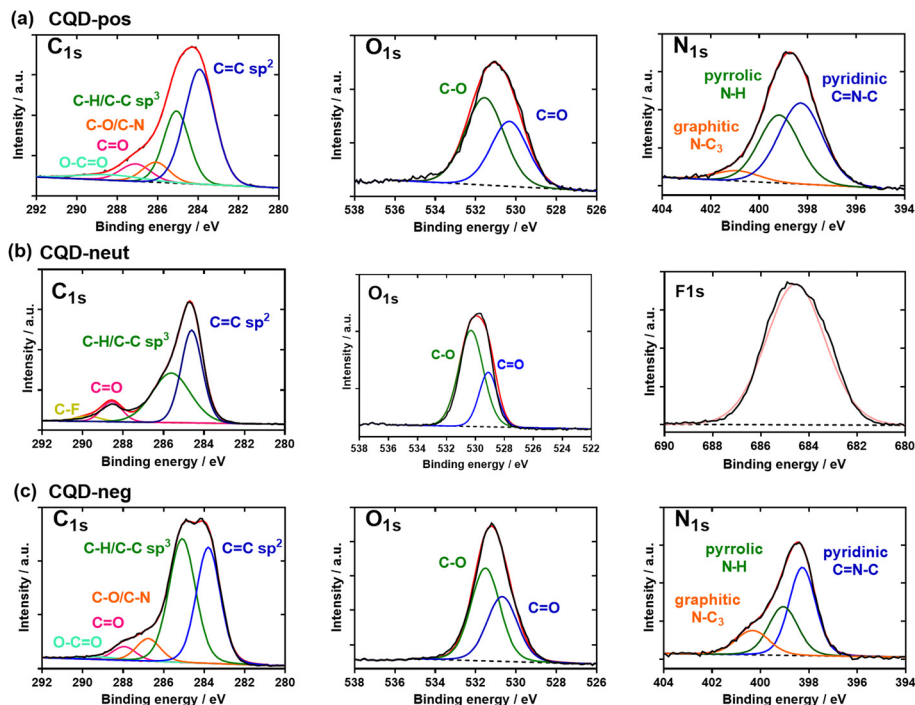 (a) CQD-pos
C1s
C=C sp2
C-H/C-C sp3
C-O/C-N
C=O
O-C=O
Intensity / a.u.
292 290 288 286 284 282 280
Binding energy / eV
O1s
C-O
C=O
Intensity / a.u.
538 536 534 532 530 528 526
Binding energy / eV
N1s
pyrrolic
N-H
pyridinic
C=N-C
graphitic
N-C3
Intensity / a.u.
404 402 400 398 396 394
Binding energy / eV
(b) CQD-neut
C1s
C=C sp2
C-H/C-C sp3
C=O
C-F
Intensity / a.u.
292 290 288 286 284 282 280
Binding energy / eV
O1s
C-O
C=O
Intensity / a.u.
538 536 534 532 530 528 526 524 522
Binding energy / eV
F1s
Intensity / a.u.
690 688 686 684 682 680
Binding energy / eV
(c) CQD-neg
C1s
C-H/C-C sp3
C=C sp2
C-O/C-N
C=O
O-C=O
Intensity / a.u.
292 290 288 286 284 282 280
Binding energy / eV
O1s
C-O
C=O
Intensity / a.u.
538 536 534 532 530 528 526
Binding energy / eV
N1s
pyrrolic
N-H
pyridinic
C=N-C
graphitic
N-C3
Intensity / a.u.
404 402 400 398 396 394
Binding energy / eV